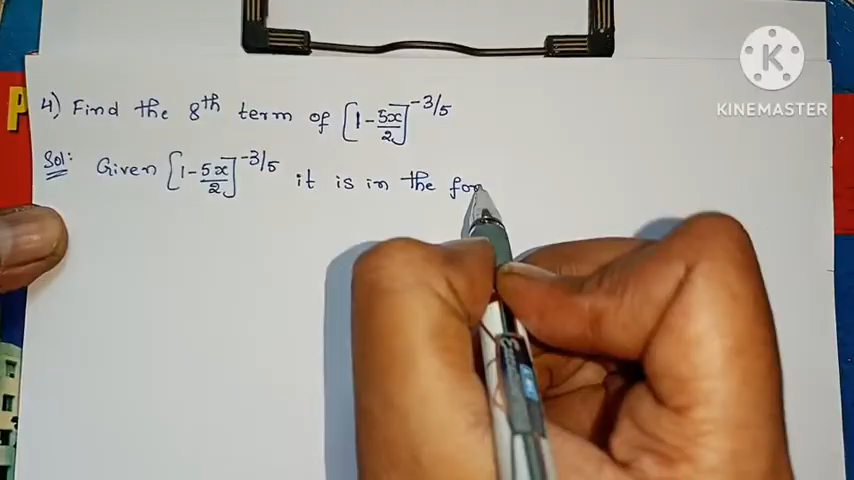 4) Find the 8th term of [1 - 5x/2]^-3/5
Sol: Given [1 - 5x/2]^-3/5 it is in the for
KINEMASTER